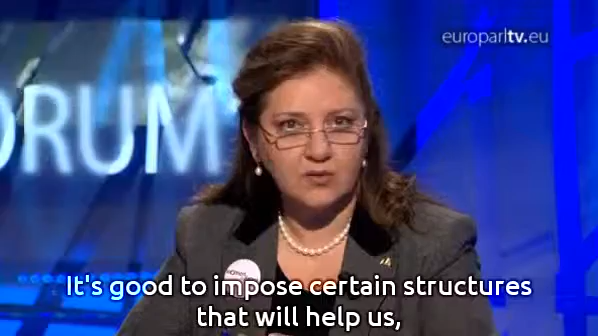 europarltv.eu
ORUM
It's good to impose certain structures
that will help us,